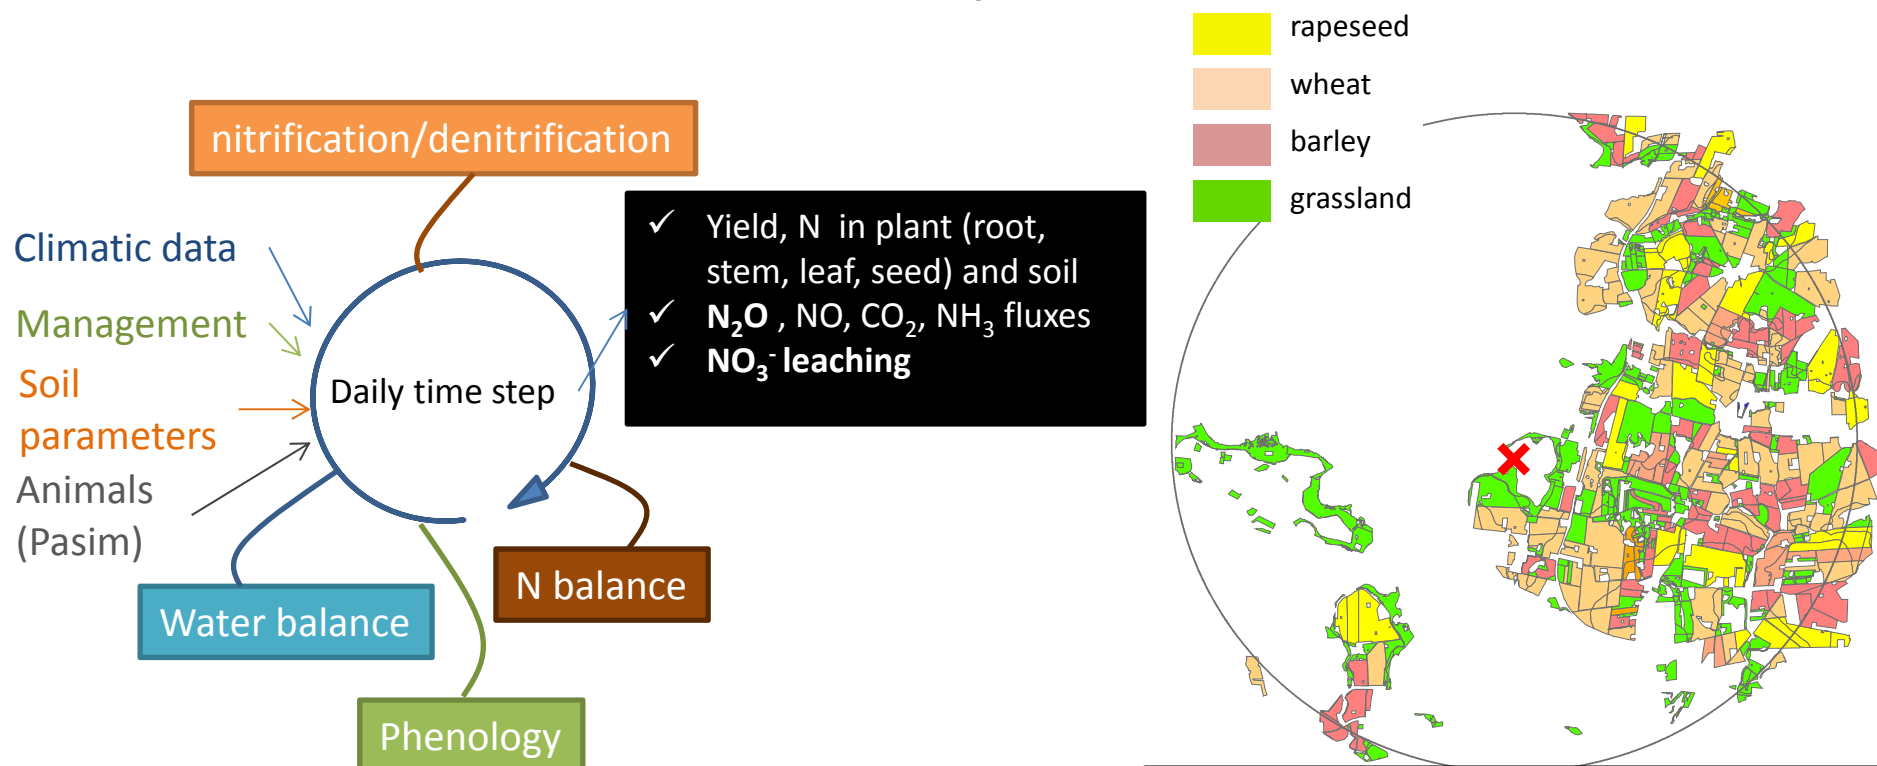 nitrification/denitrification
Climatic data
Management
Soil
parameters
Animals
(Pasim)
Daily time step
✓ Yield, N in plant (root,
stem, leaf, seed) and soil
✓ N₂O , NO, CO₂, NH₃ fluxes
✓ NO₃⁻ leaching
N balance
Water balance
Phenology
rapeseed
wheat
barley
grassland